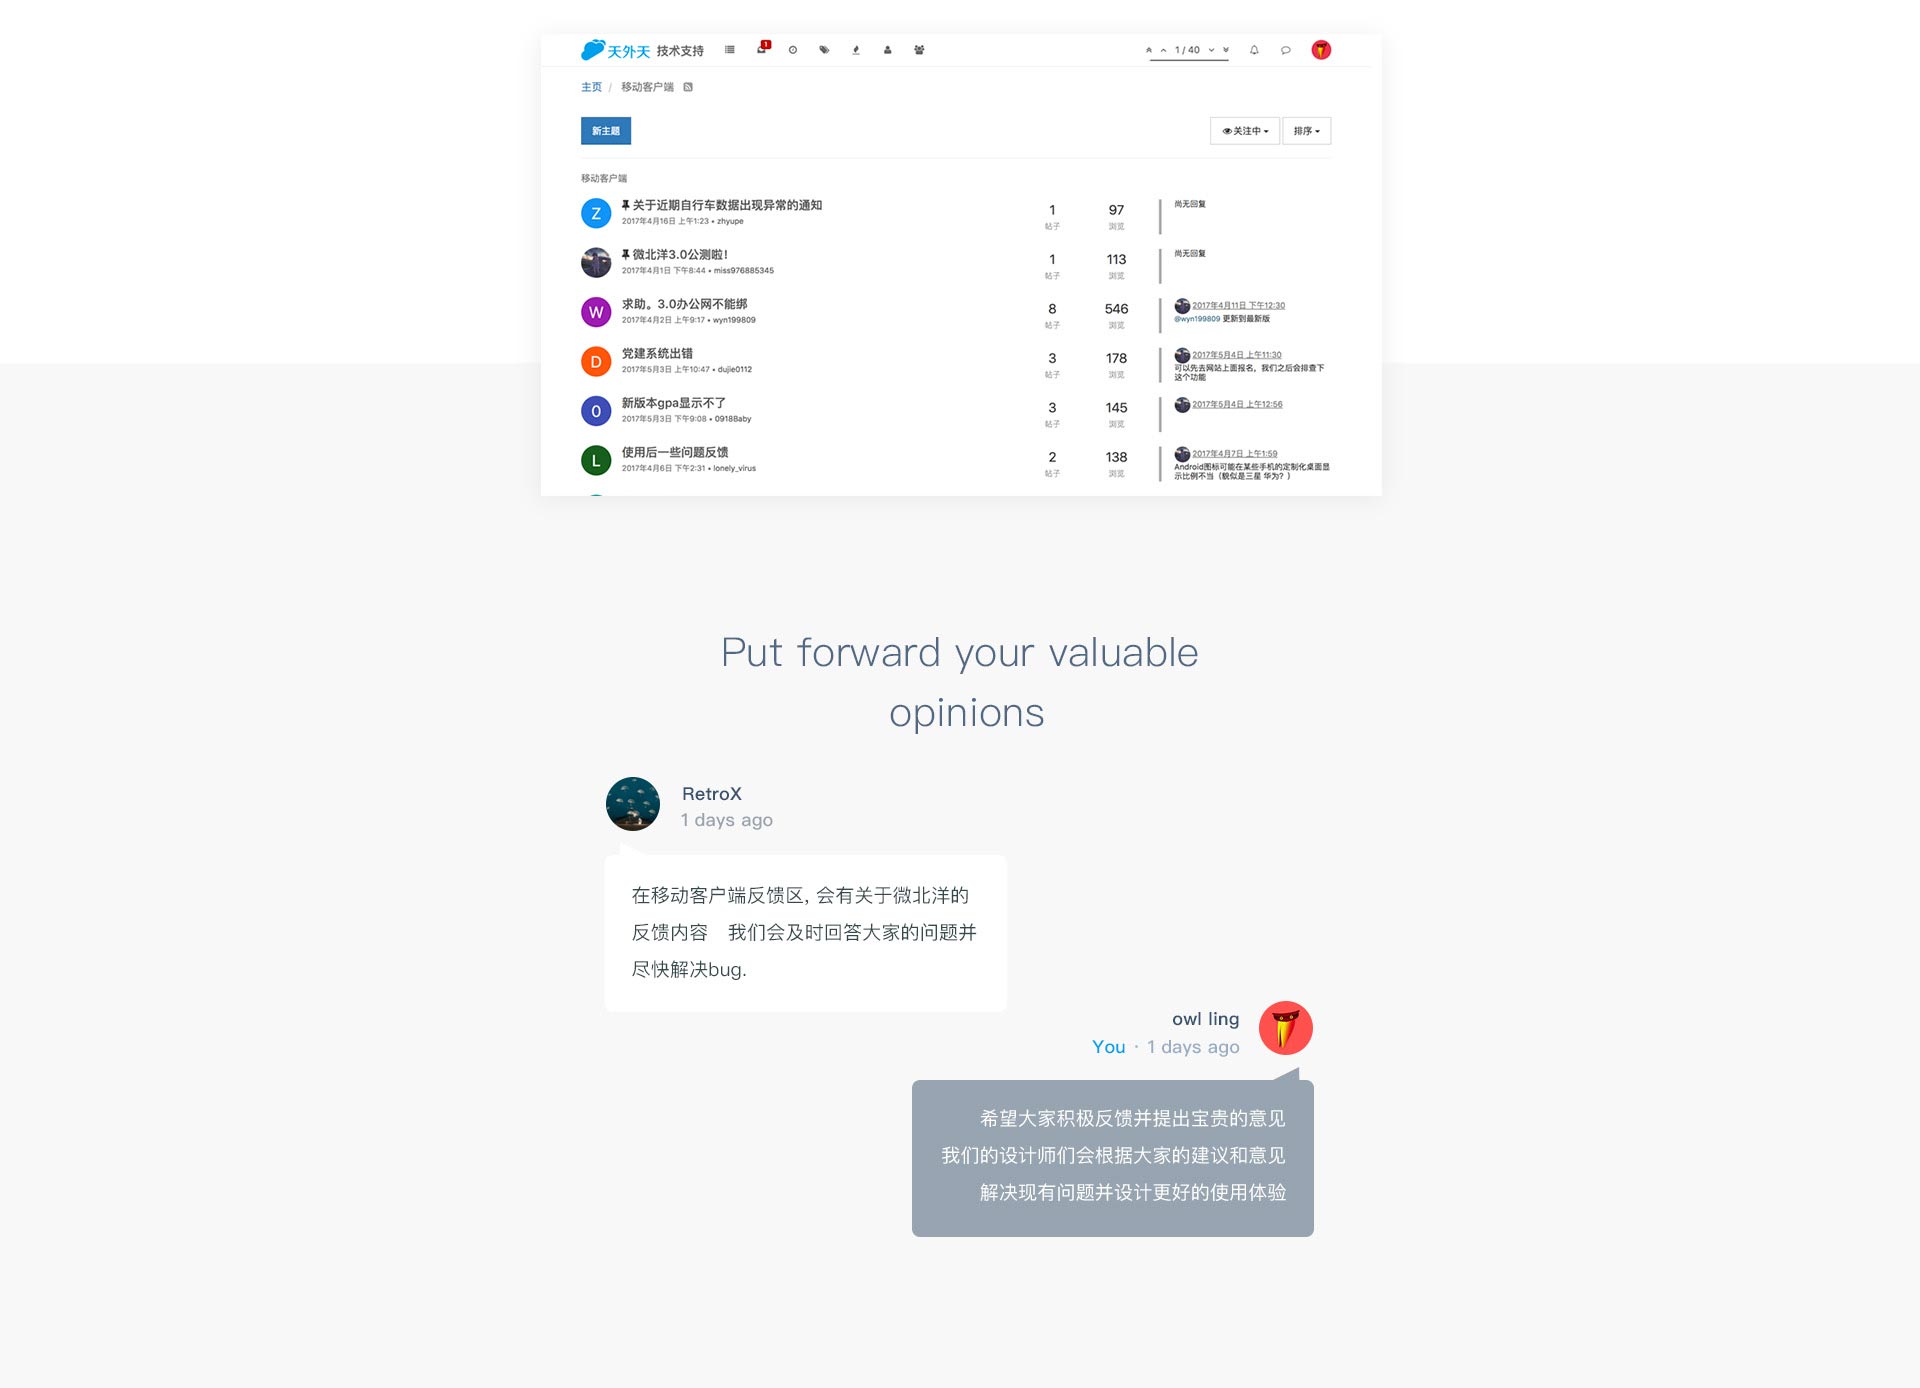 天外天 技术支持
1
1 / 40
主页 / 移动客户端
新主题
关注中
排序
移动客户端
Z
关于近期自行车数据出现异常的通知
2017年4月16日 上午1:23 • zhyupe
1
帖子
97
浏览
尚无回复
微北洋3.0公测啦！
2017年4月1日 下午8:44 • miss976885345
1
帖子
113
浏览
尚无回复
W
求助。3.0办公网不能绑
2017年4月2日 上午9:17 • wyn199809
8
帖子
546
浏览
2017年4月11日 下午12:30
@wyn199809 更新到最新版
D
党建系统出错
2017年5月3日 上午10:47 • dujie0112
3
帖子
178
浏览
2017年5月4日 上午11:30
可以先去网站上面报名，我们之后会排查下
这个功能
0
新版本gpa显示不了
2017年5月3日 下午9:08 • 09188aby
3
帖子
145
浏览
2017年5月4日 上午12:56
L
使用后一些问题反馈
2017年4月6日 下午2:31 • lonely_virus
2
帖子
138
浏览
2017年4月7日 上午1:59
Android图标可能在某些手机的定制化桌面显
示比例不当（貌似是三星 华为？）
Put forward your valuable
opinions
RetroX
1 days ago
在移动客户端反馈区, 会有关于微北洋的
反馈内容　我们会及时回答大家的问题并
尽快解决bug.
owl ling
You · 1 days ago
希望大家积极反馈并提出宝贵的意见
我们的设计师们会根据大家的建议和意见
解决现有问题并设计更好的使用体验